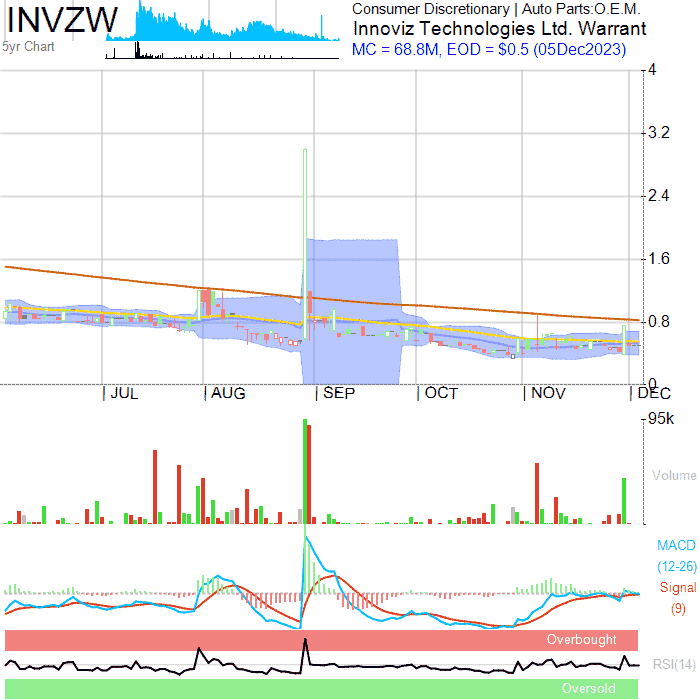 INVZW
5yr Chart
Consumer Discretionary | Auto Parts:O.E.M.
Innoviz Technologies Ltd. Warrant
MC = 68.8M, EOD = $0.5 (05Dec2023)
4
3.2
2.4
1.6
0.8
0
JUL AUG SEP OCT NOV DEC
95k
Volume
MACD
(12-26)
Signal
(9)
Overbought
RSI(14)
Oversold